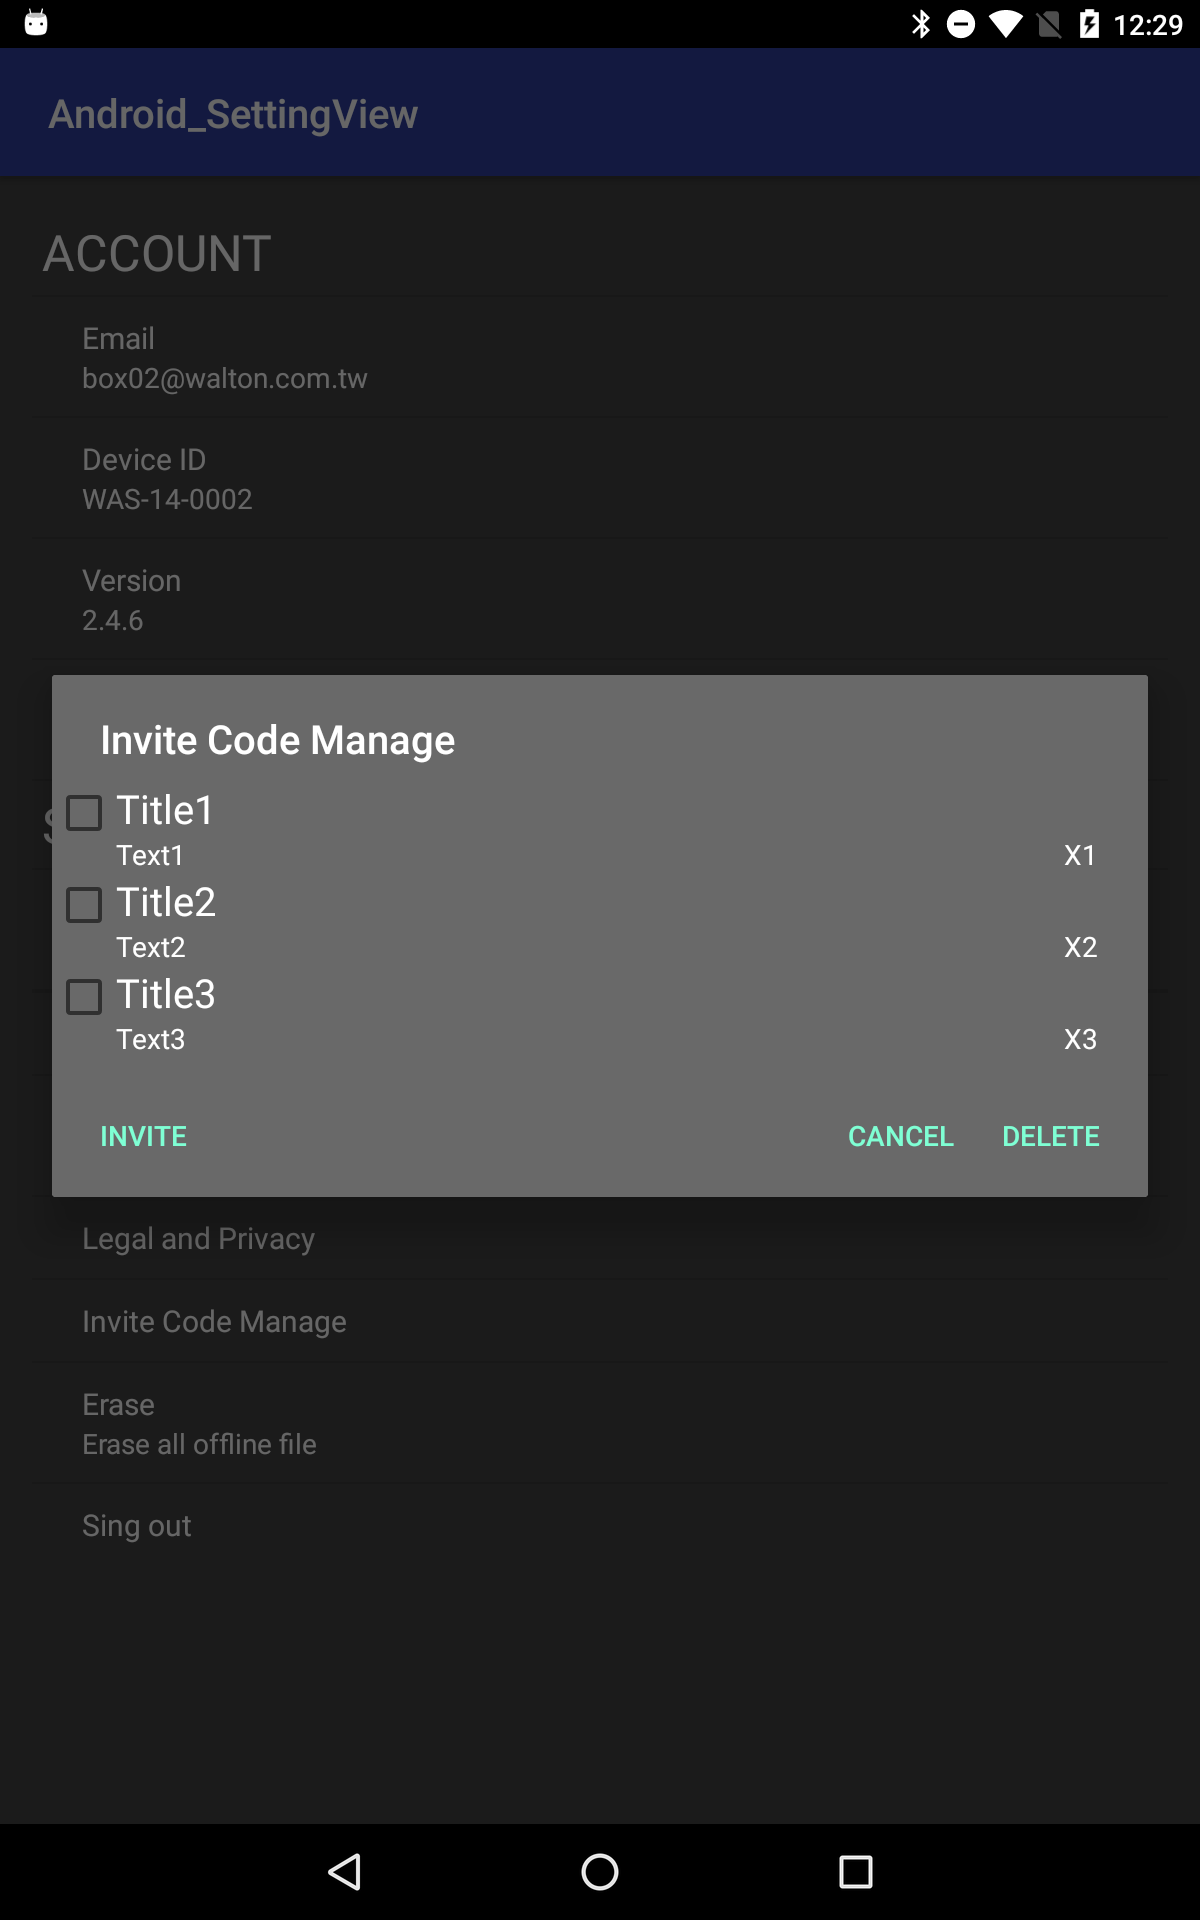 12:29
Android_SettingView
ACCOUNT
Email
box02@walton.com.tw
Device ID
WAS-14-0002
Version
2.4.6
Invite Code Manage
Title1
Text1 X1
Title2
Text2 X2
Title3
Text3 X3
INVITE CANCEL DELETE
Legal and Privacy
Invite Code Manage
Erase
Erase all offline file
Sing out